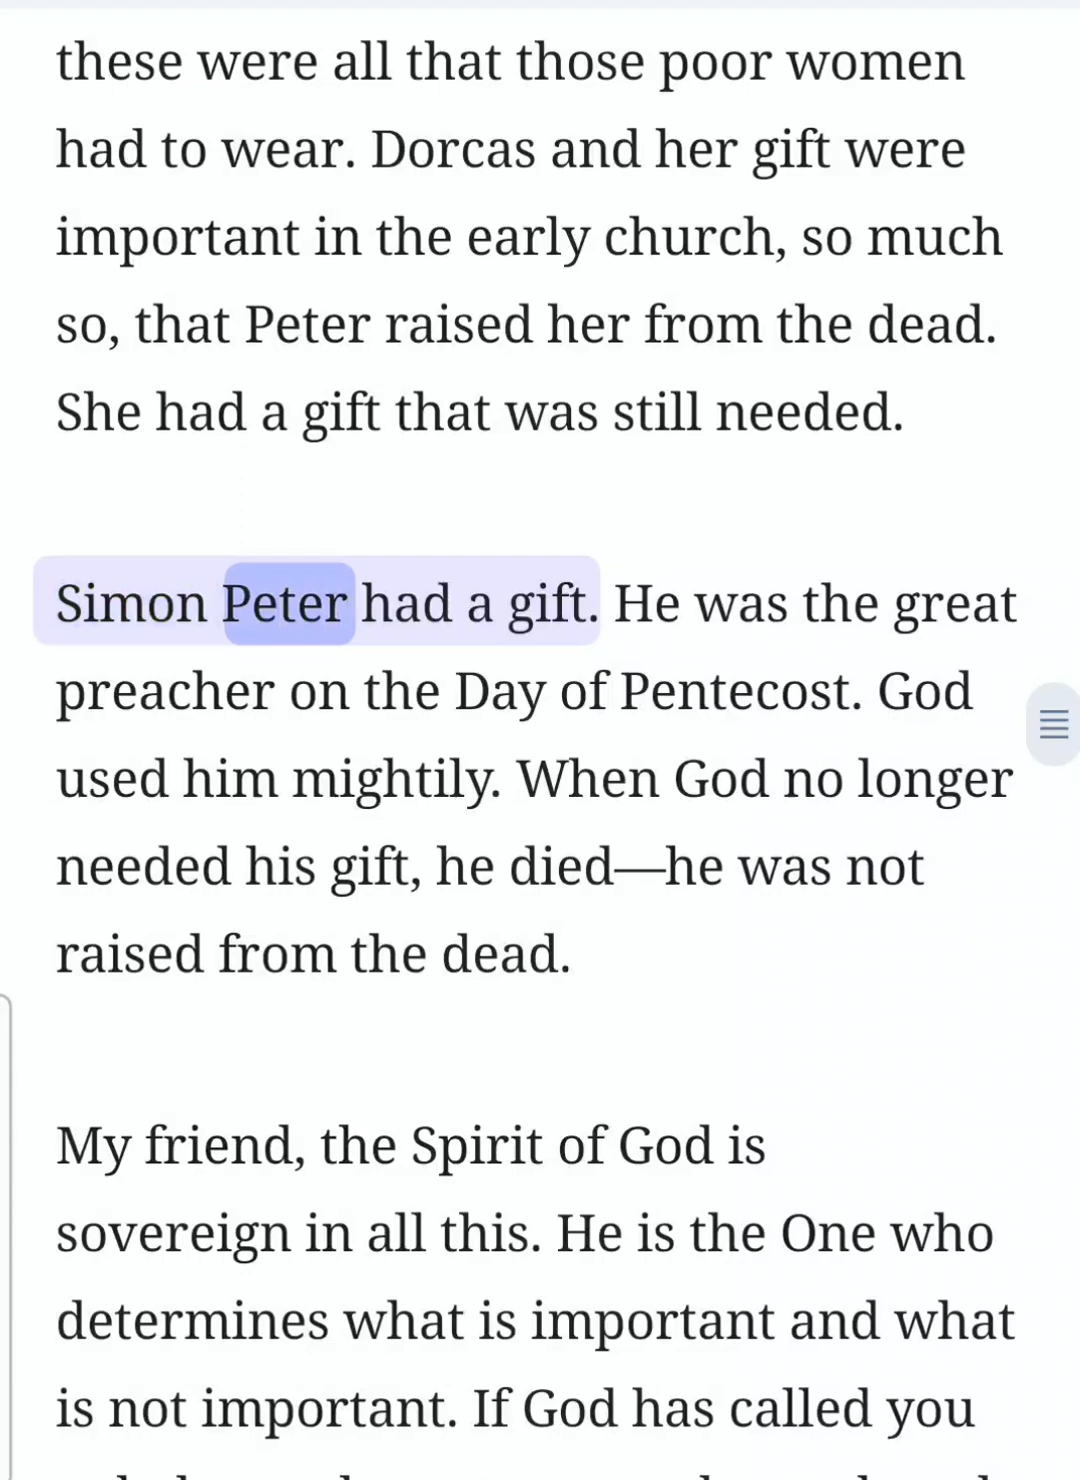 these were all that those poor women
had to wear. Dorcas and her gift were
important in the early church, so much
so, that Peter raised her from the dead.
She had a gift that was still needed.
Simon Peter had a gift. He was the great
preacher on the Day of Pentecost. God
used him mightily. When God no longer
needed his gift, he died—he was not
raised from the dead.
My friend, the Spirit of God is
sovereign in all this. He is the One who
determines what is important and what
is not important. If God has called you